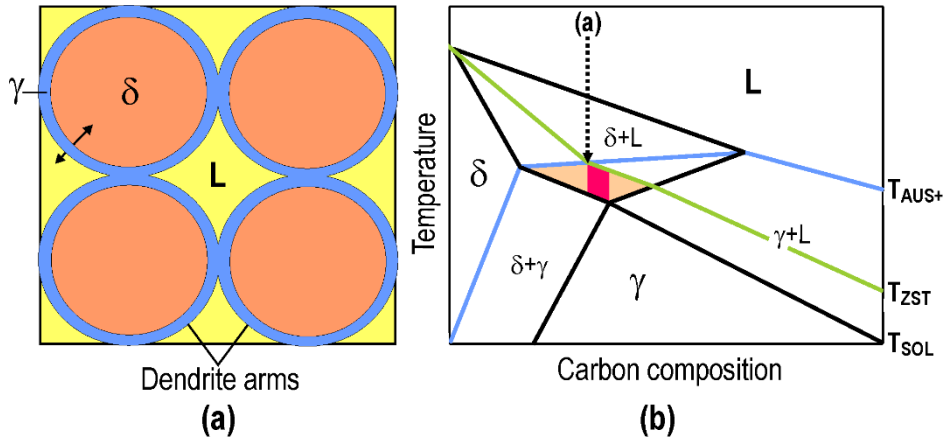 γ
δ
L
Dendrite arms
(a)
(a)
L
δ+L
δ
δ+γ
γ
γ+L
T_AUS+
T_ZST
T_SOL
Temperature
Carbon composition
(b)